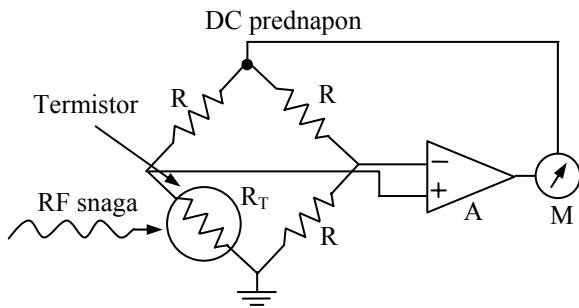 DC prednapon
R
R
Termistor
RF snaga
R_T
R
−
+
A
M